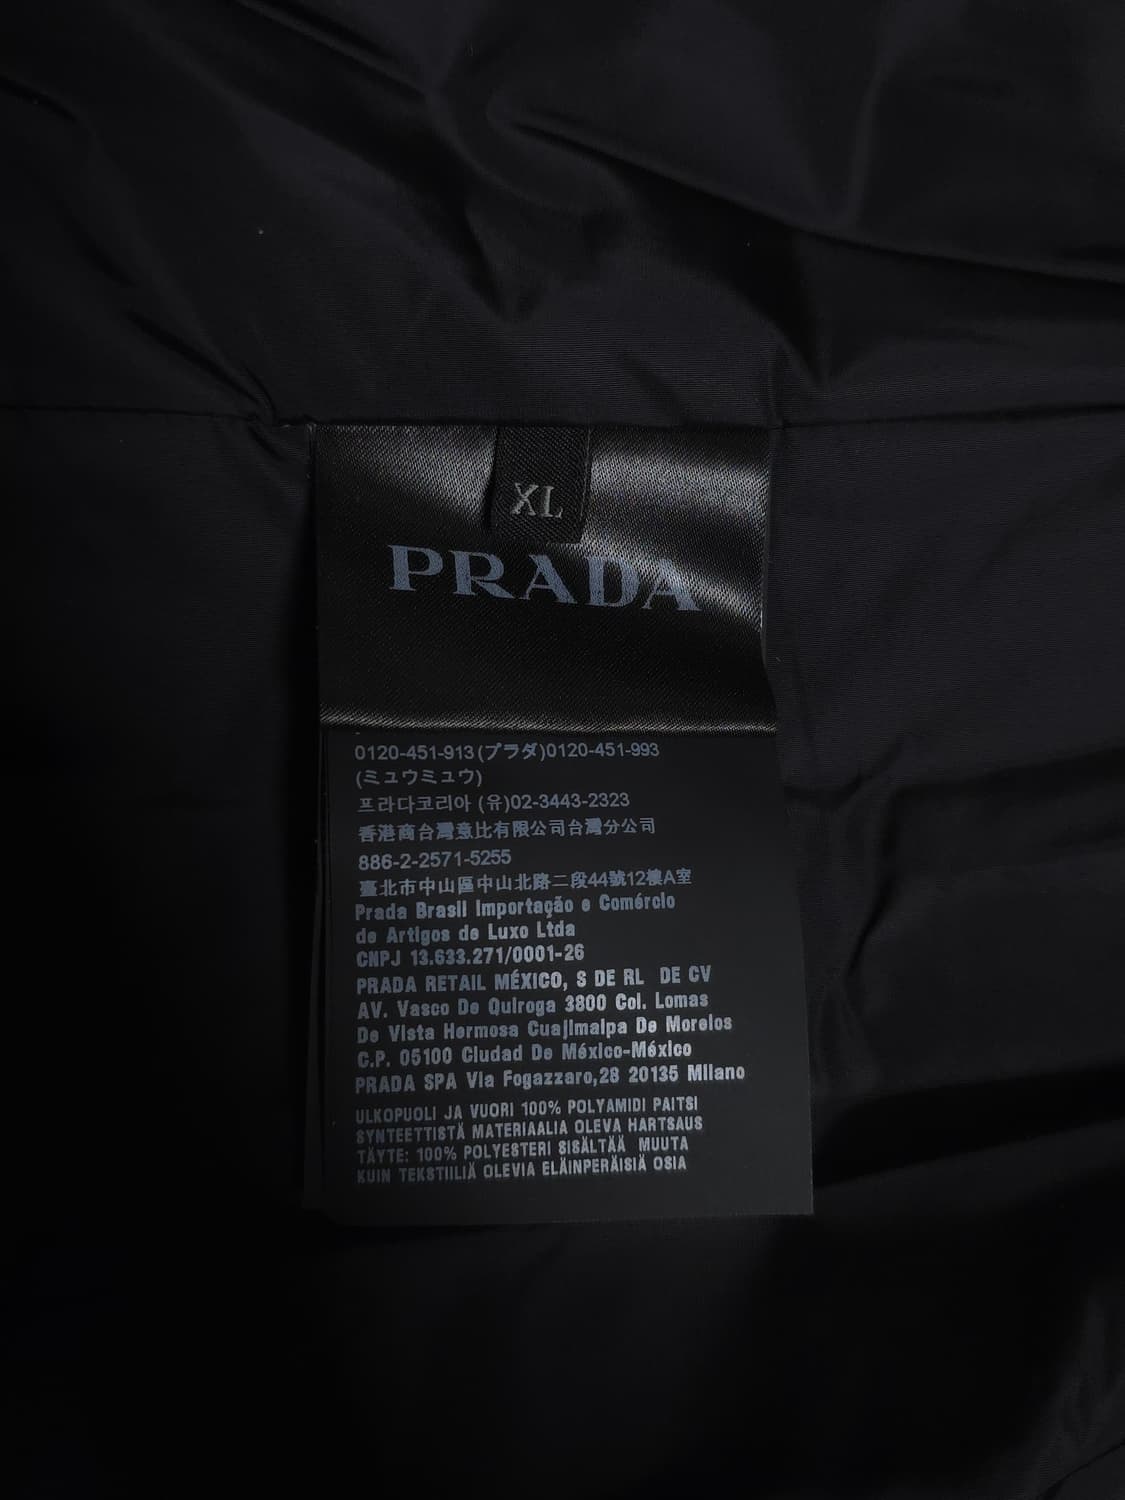 XL
PRADA
0120-451-913(プラダ)0120-451-993
(ミュウミュウ)
프라다코리아 (유)02-3443-2323
香港商台灣意比有限公司台灣分公司
886-2-2571-5255
臺北市中山區中山北路二段44號12樓A室
Prada Brasil Importação e Comércio
de Artigos de Luxo Ltda
CNPJ 13.633.271/0001-26
PRADA RETAIL MÉXICO, S DE RL DE CV
AV. Vasco De Quiroga 3800 Col. Lomas
De Vista Hermosa Cuajimalpa De Morelos
C.P. 05100 Ciudad De México-México
PRADA SPA Via Fogazzaro,28 20135 Milano
ULKOPUOLI JA VUORI 100% POLYAMIDI PAITSI
SYNTEETTISTÄ MATERIAALIA OLEVA HARTSAUS
TÄYTE: 100% POLYESTERI SISÄLTÄÄ MUUTA
KUIN TEKSTIILIÄ OLEVIA ELÄINPERÄISIÄ OSIA